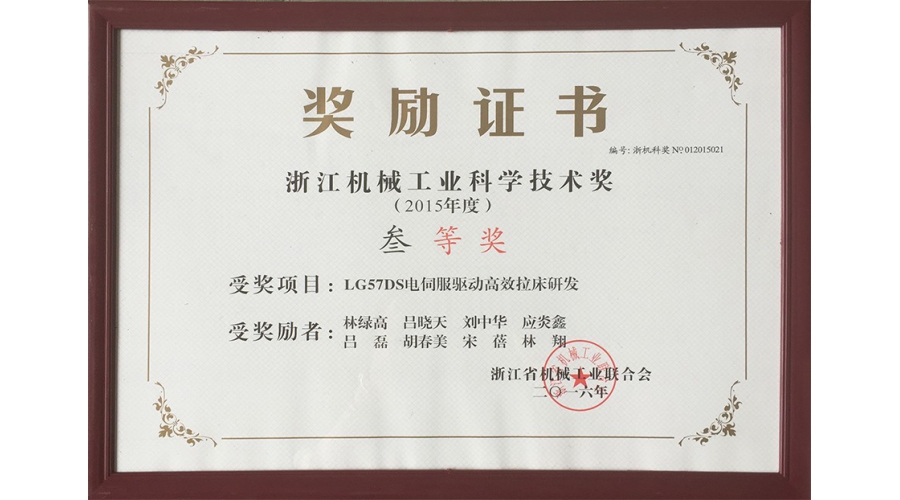 奖励证书
编号: 浙机科奖 №012015021
浙江机械工业科学技术奖
（2015年度）
叁等奖
受奖项目: LG57DS电伺服驱动高效拉床研发
受奖励者: 林绿高 吕晓天 刘中华 应炎鑫
吕磊 胡春美 宋蓓 林翔
浙江省机械工业联合会
二〇一六年